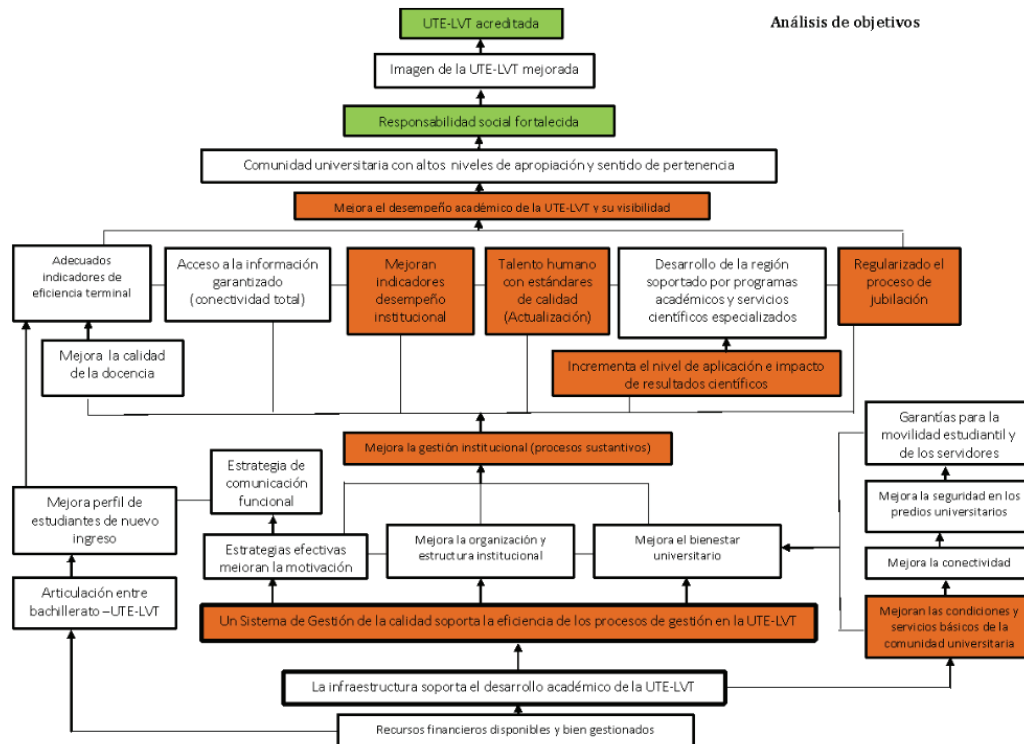 UTE-LVT acreditada
Análisis de objetivos
Imagen de la UTE-LVT mejorada
Responsabilidad social fortalecida
Comunidad universitaria con altos niveles de apropiación y sentido de pertenencia
Mejora el desempeño académico de la UTE-LVT y su visibilidad
Adecuados
indicadores de
eficiencia terminal
Acceso a la información
garantizado
(conectividad total)
Mejoran
indicadores
desempeño
institucional
Talento humano
con estándares
de calidad
(Actualización)
Desarrollo de la región
soportado por programas
académicos y servicios
científicos especializados
Regularizado el
proceso de
jubilación
Mejora la calidad
de la docencia
Incrementa el nivel de aplicación e impacto
de resultados científicos
Mejora la gestión institucional (procesos sustantivos)
Garantías para la
movilidad estudiantil y
de los servidores
Estrategia de
comunicación
funcional
Mejora perfil de
estudiantes de nuevo
ingreso
Mejora la seguridad en los
predios universitarios
Estrategias efectivas
mejoran la motivación
Mejora la organización y
estructura institucional
Mejora el bienestar
universitario
Mejora la conectividad
Articulación entre
bachillerato –UTE-LVT
Un Sistema de Gestión de la calidad soporta la eficiencia de los procesos de gestión en la UTE-LVT
Mejoran las condiciones y
servicios básicos de la
comunidad universitaria
La infraestructura soporta el desarrollo académico de la UTE-LVT
Recursos financieros disponibles y bien gestionados